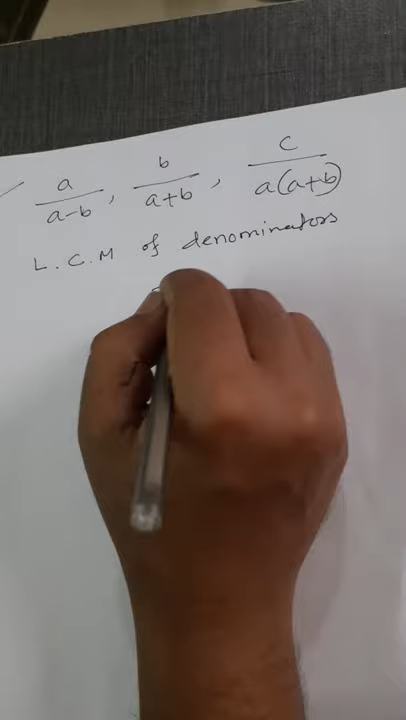 a/(a-b), b/(a+b), c/(a(a+b))
L.C.M of denominators